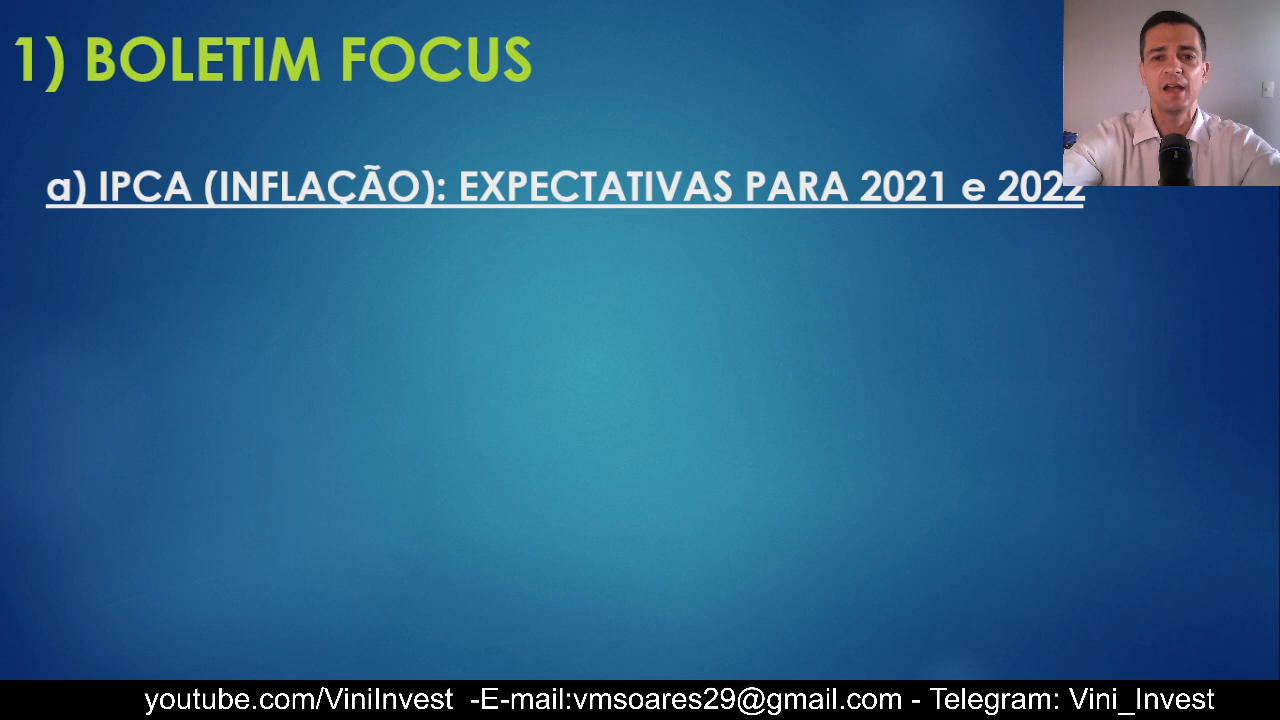 1) BOLETIM FOCUS
a) IPCA (INFLAÇÃO): EXPECTATIVAS PARA 2021 e 2022
youtube.com/ViniInvest -E-mail:vmsoares29@gmail.com - Telegram: Vini_Invest